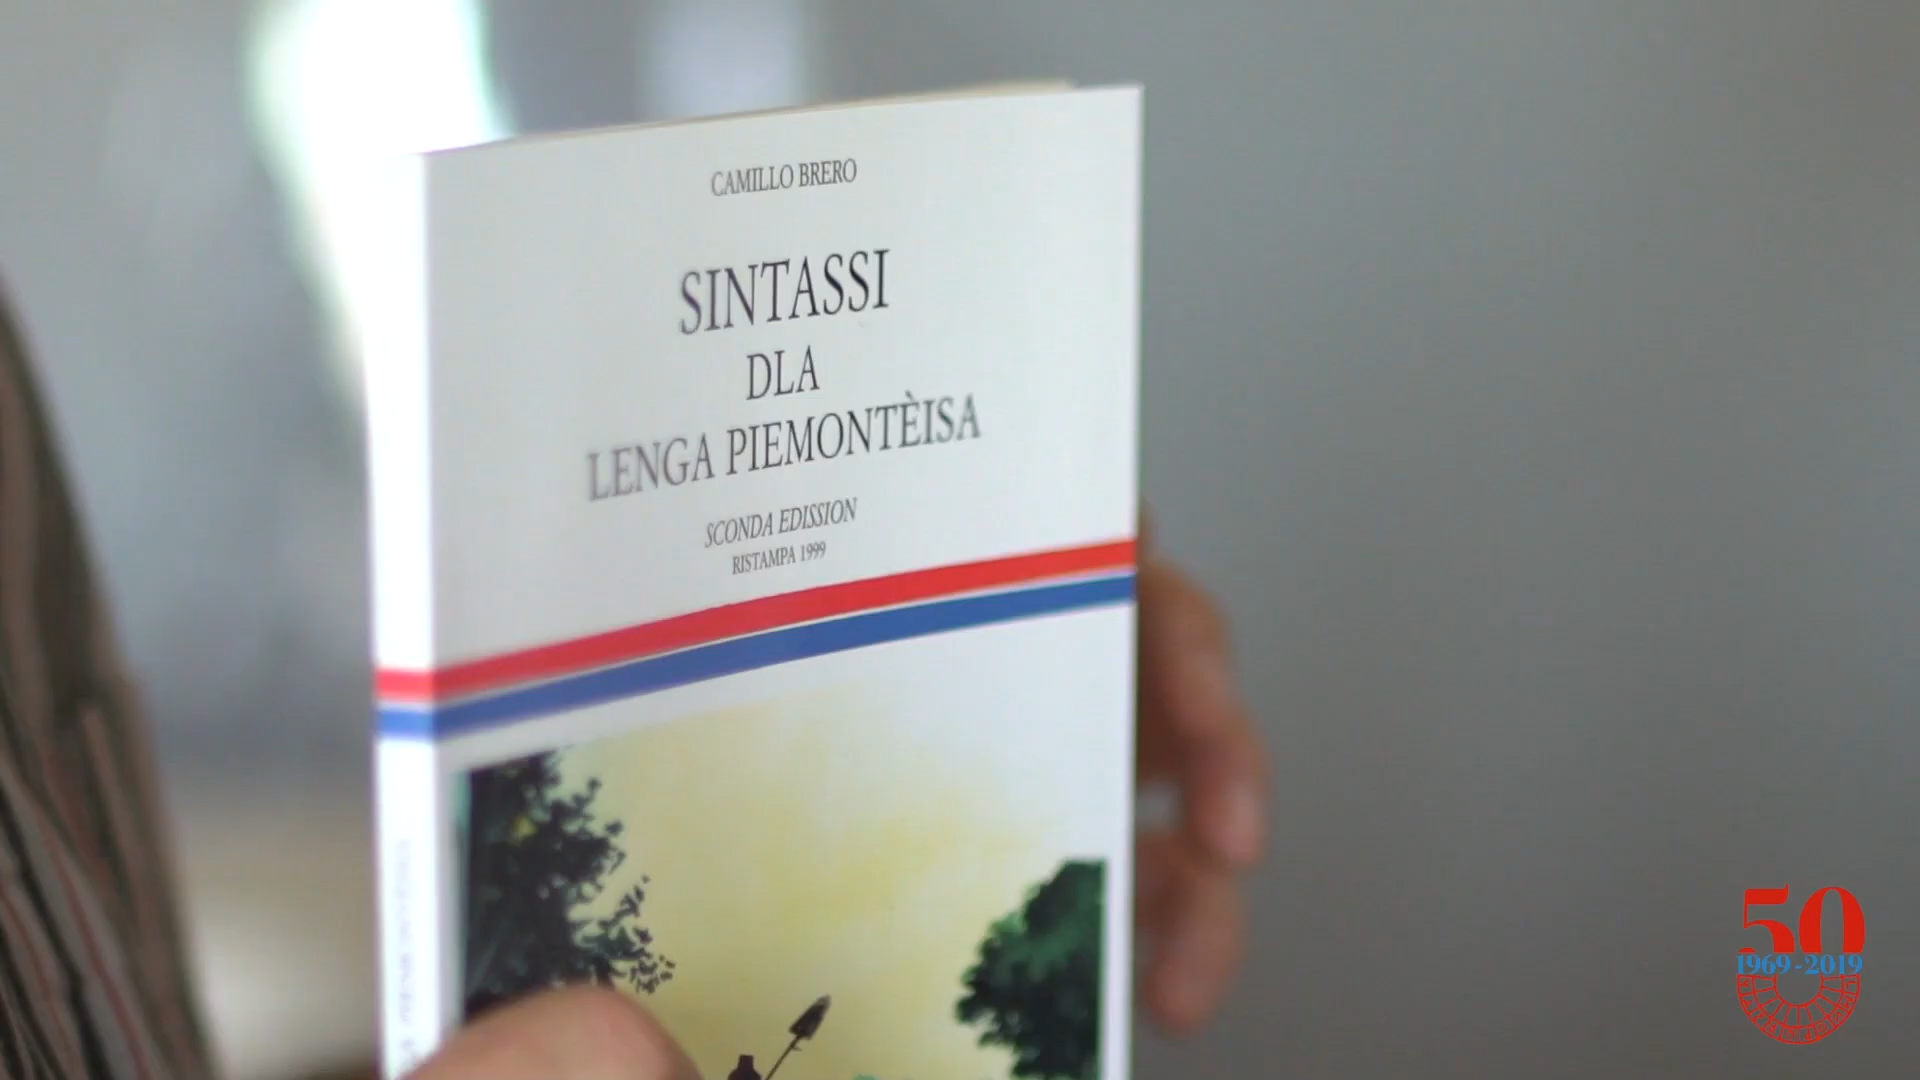 CAMILLO BRERO
SINTASSI
DLA
LENGA PIEMONTÈISA
SCONDA EDISSION
RISTAMPA 1999
50
1969-2019